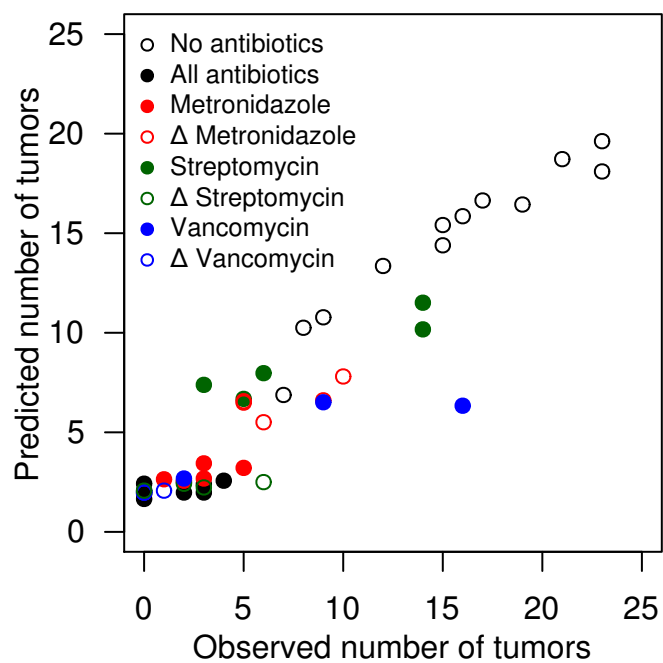 No antibiotics
All antibiotics
Metronidazole
Δ Metronidazole
Streptomycin
Δ Streptomycin
Vancomycin
Δ Vancomycin
Predicted number of tumors
25
20
15
10
5
0
0 5 10 15 20 25
Observed number of tumors